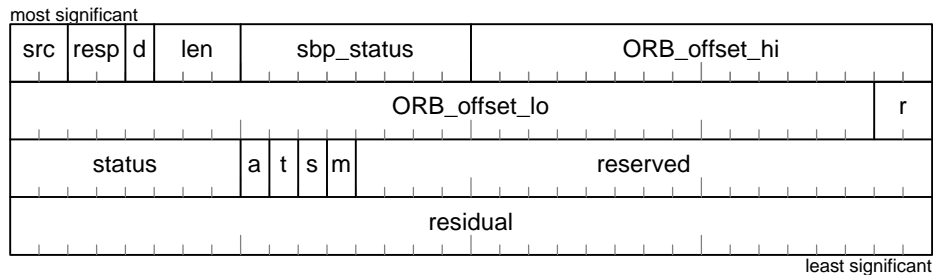 most significant
src resp d len sbp_status ORB_offset_hi
ORB_offset_lo r
status a t s m reserved
residual
least significant